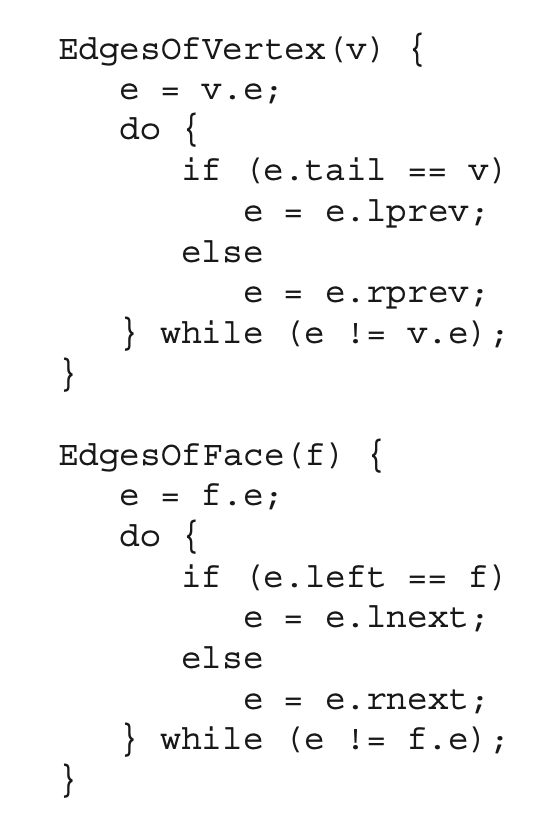 EdgesOfVertex(v) {
   e = v.e;
   do {
      if (e.tail == v)
         e = e.lprev;
      else
         e = e.rprev;
   } while (e != v.e);
}

EdgesOfFace(f) {
   e = f.e;
   do {
      if (e.left == f)
         e = e.lnext;
      else
         e = e.rnext;
   } while (e != f.e);
}